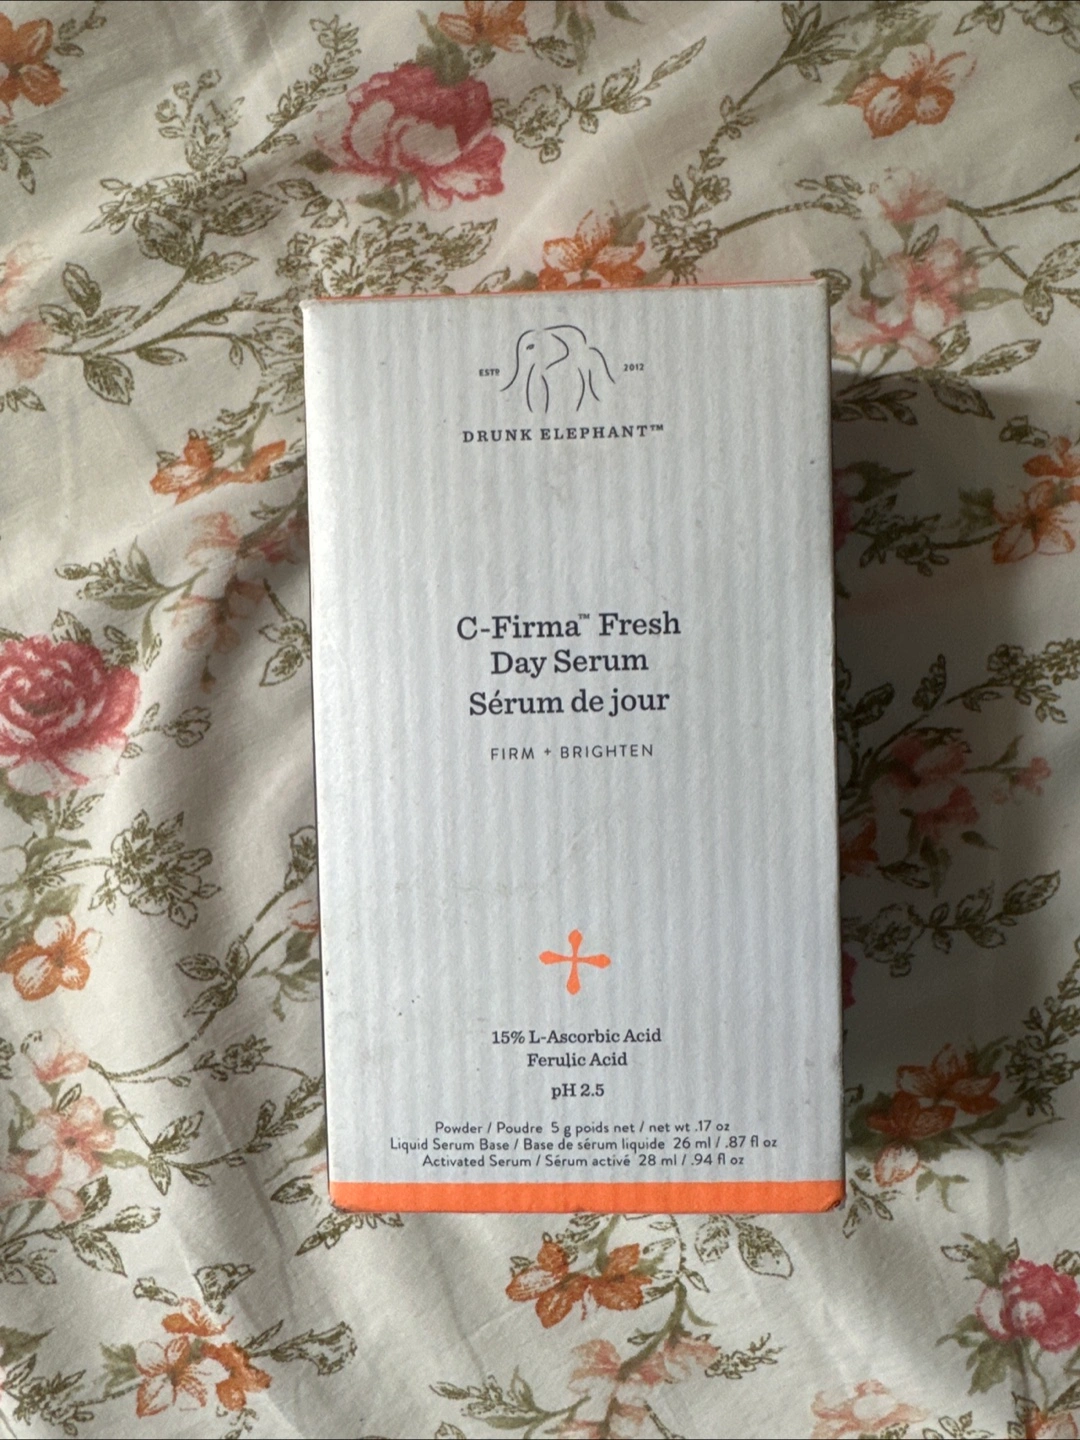 ESTD 2012
DRUNK ELEPHANT™
C-Firma™ Fresh
Day Serum
Sérum de jour
FIRM + BRIGHTEN
15% L-Ascorbic Acid
Ferulic Acid
pH 2.5
Powder / Poudre 5 g poids net / net wt .17 oz
Liquid Serum Base / Base de sérum liquide 26 ml / .87 fl oz
Activated Serum / Sérum activé 28 ml / .94 fl oz